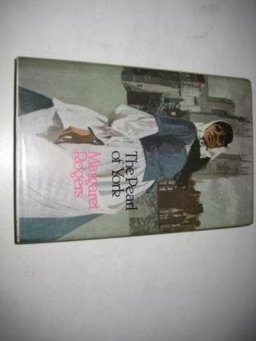 The Pearl
of York
Margaret
Rogers